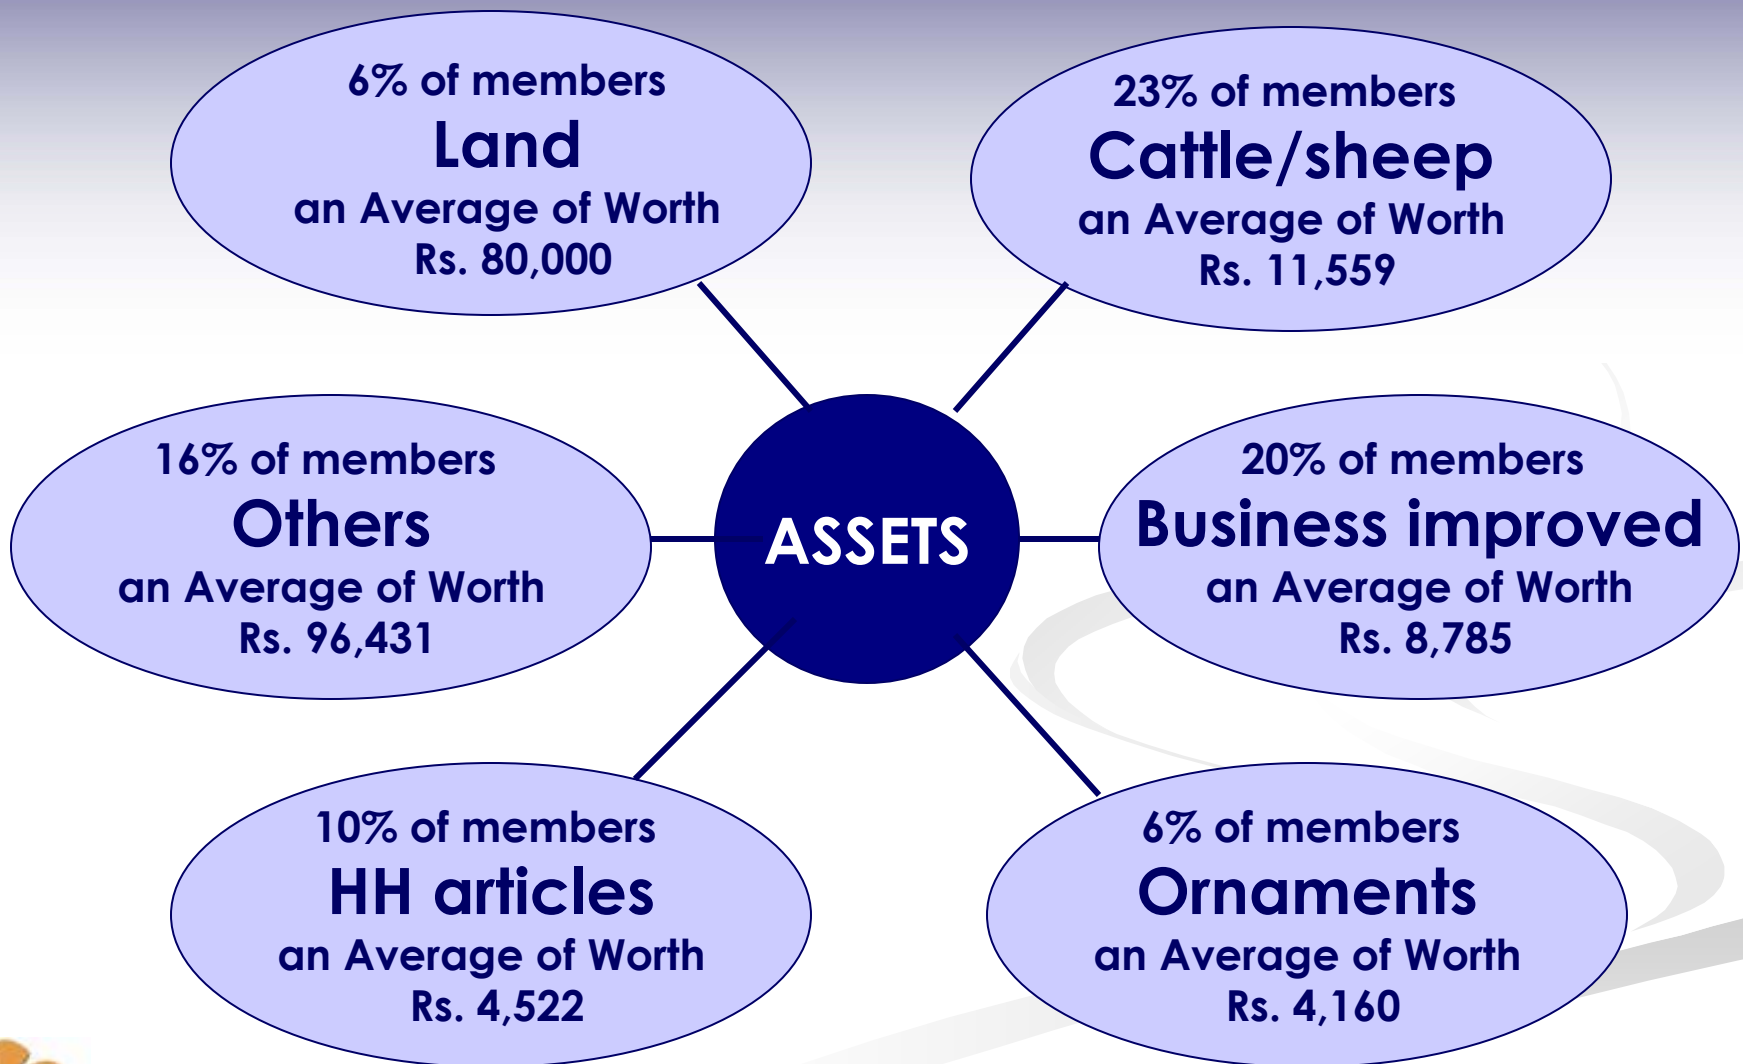 6% of members
Land
an Average of Worth
Rs. 80,000
23% of members
Cattle/sheep
an Average of Worth
Rs. 11,559
16% of members
Others
an Average of Worth
Rs. 96,431
ASSETS
20% of members
Business improved
an Average of Worth
Rs. 8,785
10% of members
HH articles
an Average of Worth
Rs. 4,522
6% of members
Ornaments
an Average of Worth
Rs. 4,160